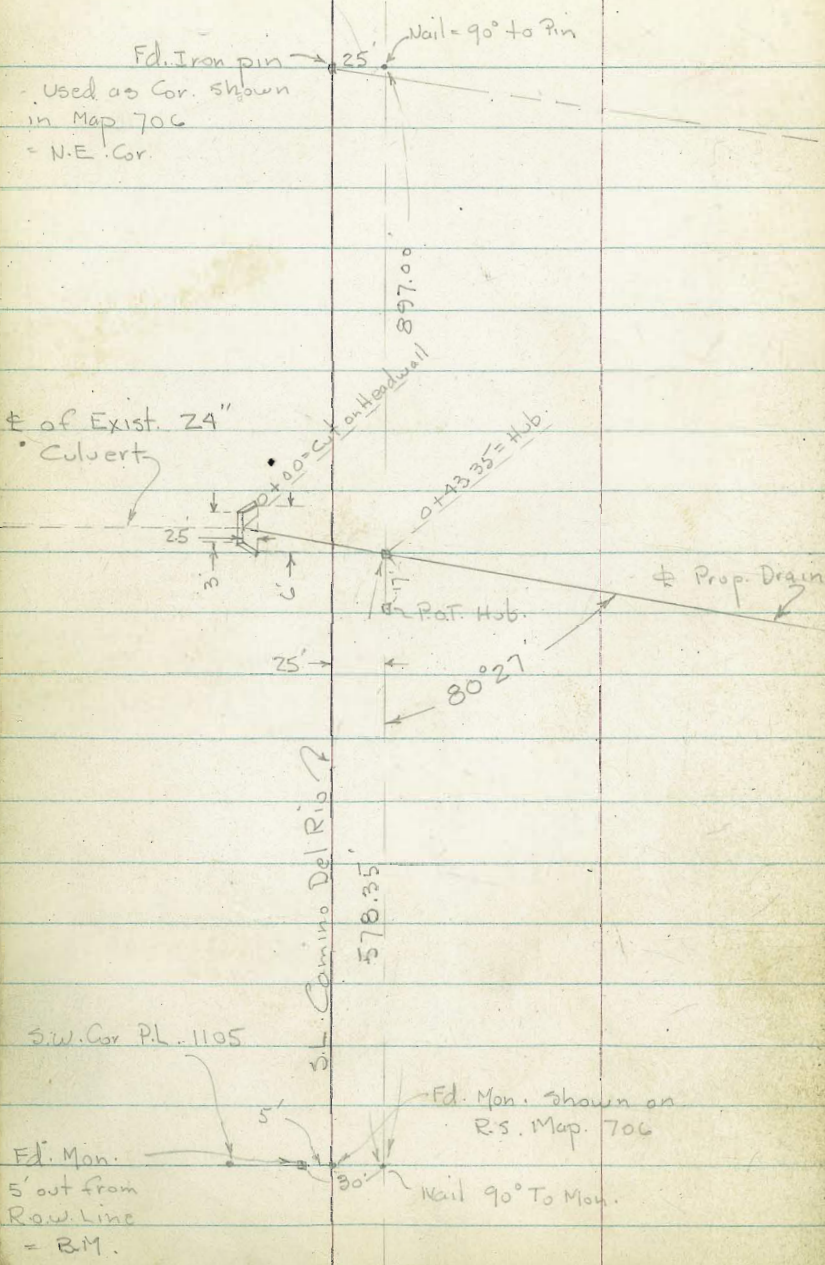 Nail = 90° to Pin
Fd. Iron pin
25'
Used as Cor. shown
in Map 706
= N.E. Cor.
897.00'
0+00 = Cut on Headwall
℄ of Exist. 24"
Culvert
0+43.35 = Hub.
25'
3'
6'
17'
P.O.T. Hub.
℄ Prop. Drain
25'
80°27'
S.L. Camino Del Rio
578.35'
S.W. Cor P.L. 1105
5'
Fd. Mon. Shown on
R.S. Map. 706
Fd. Mon.
5' out from
R.O.W. Line
= B.M.
30'
Nail 90° To Mon.